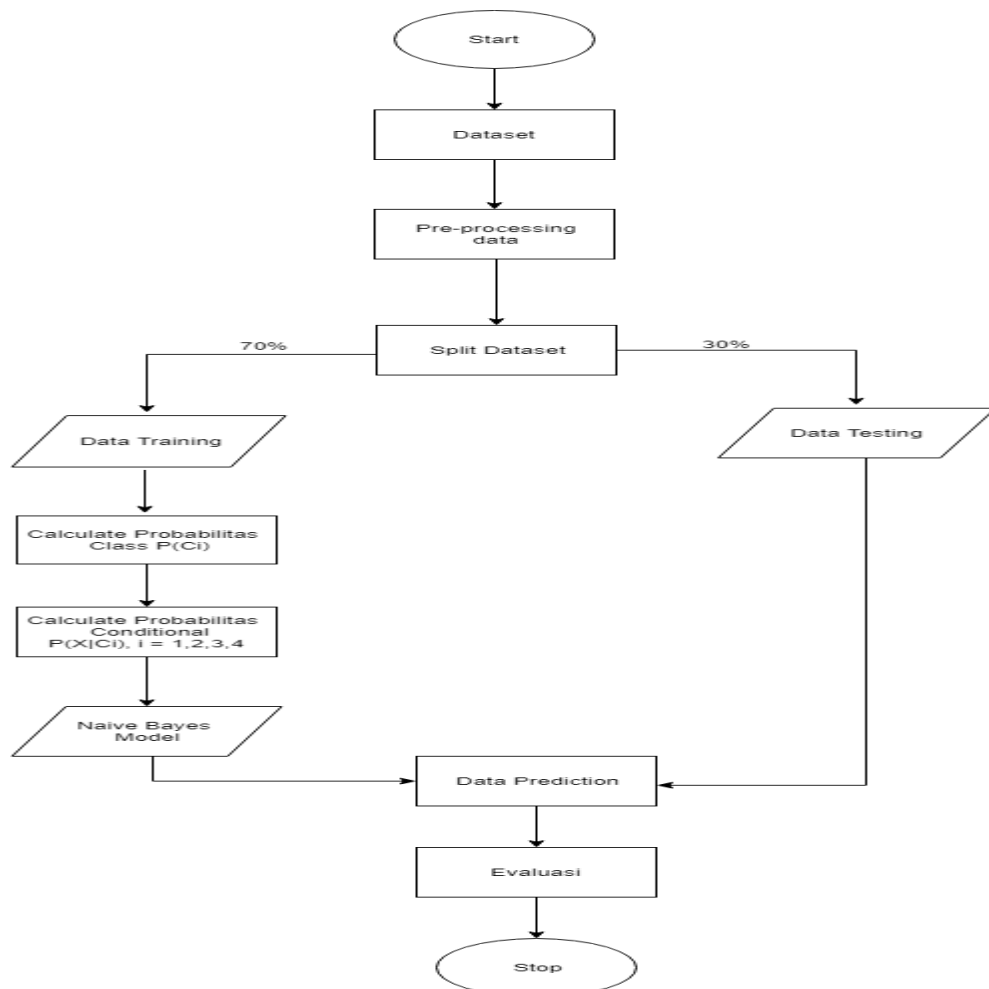 Start
Dataset
Pre-processing
data
Split Dataset
70%
30%
Data Training
Data Testing
Calculate Probabilitas
Class P(Ci)
Calculate Probabilitas
Conditional
P(X|Ci), i = 1,2,3,4
Naive Bayes
Model
Data Prediction
Evaluasi
Stop